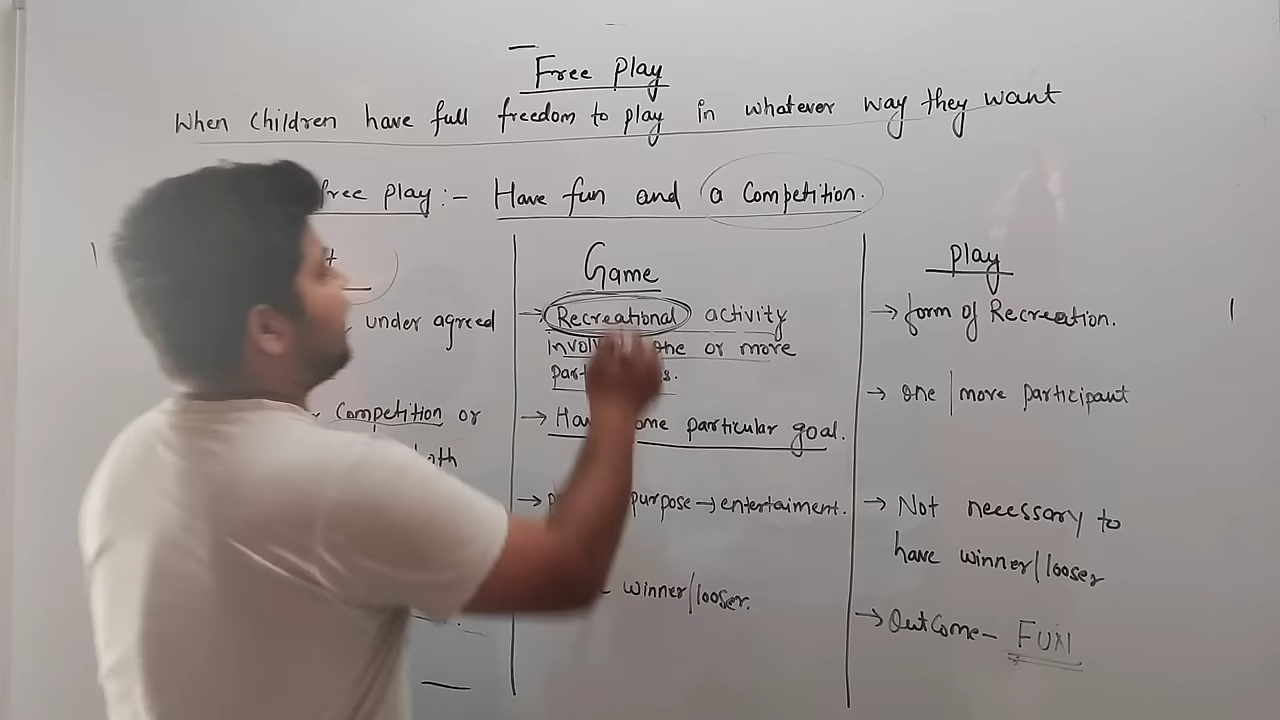 Free play
When children have full freedom to play in whatever way they want
free play :- Have fun and a Competition.
Game
→ Recreational activity
one or more
→ particular goal.
→ purpose → entertaiment.
winner/looser.
under agreed
Competition or
play
→ form of Recreation.
→ one/more participant
→ Not necessary to
have winner/looser
→ Outcome - FUN